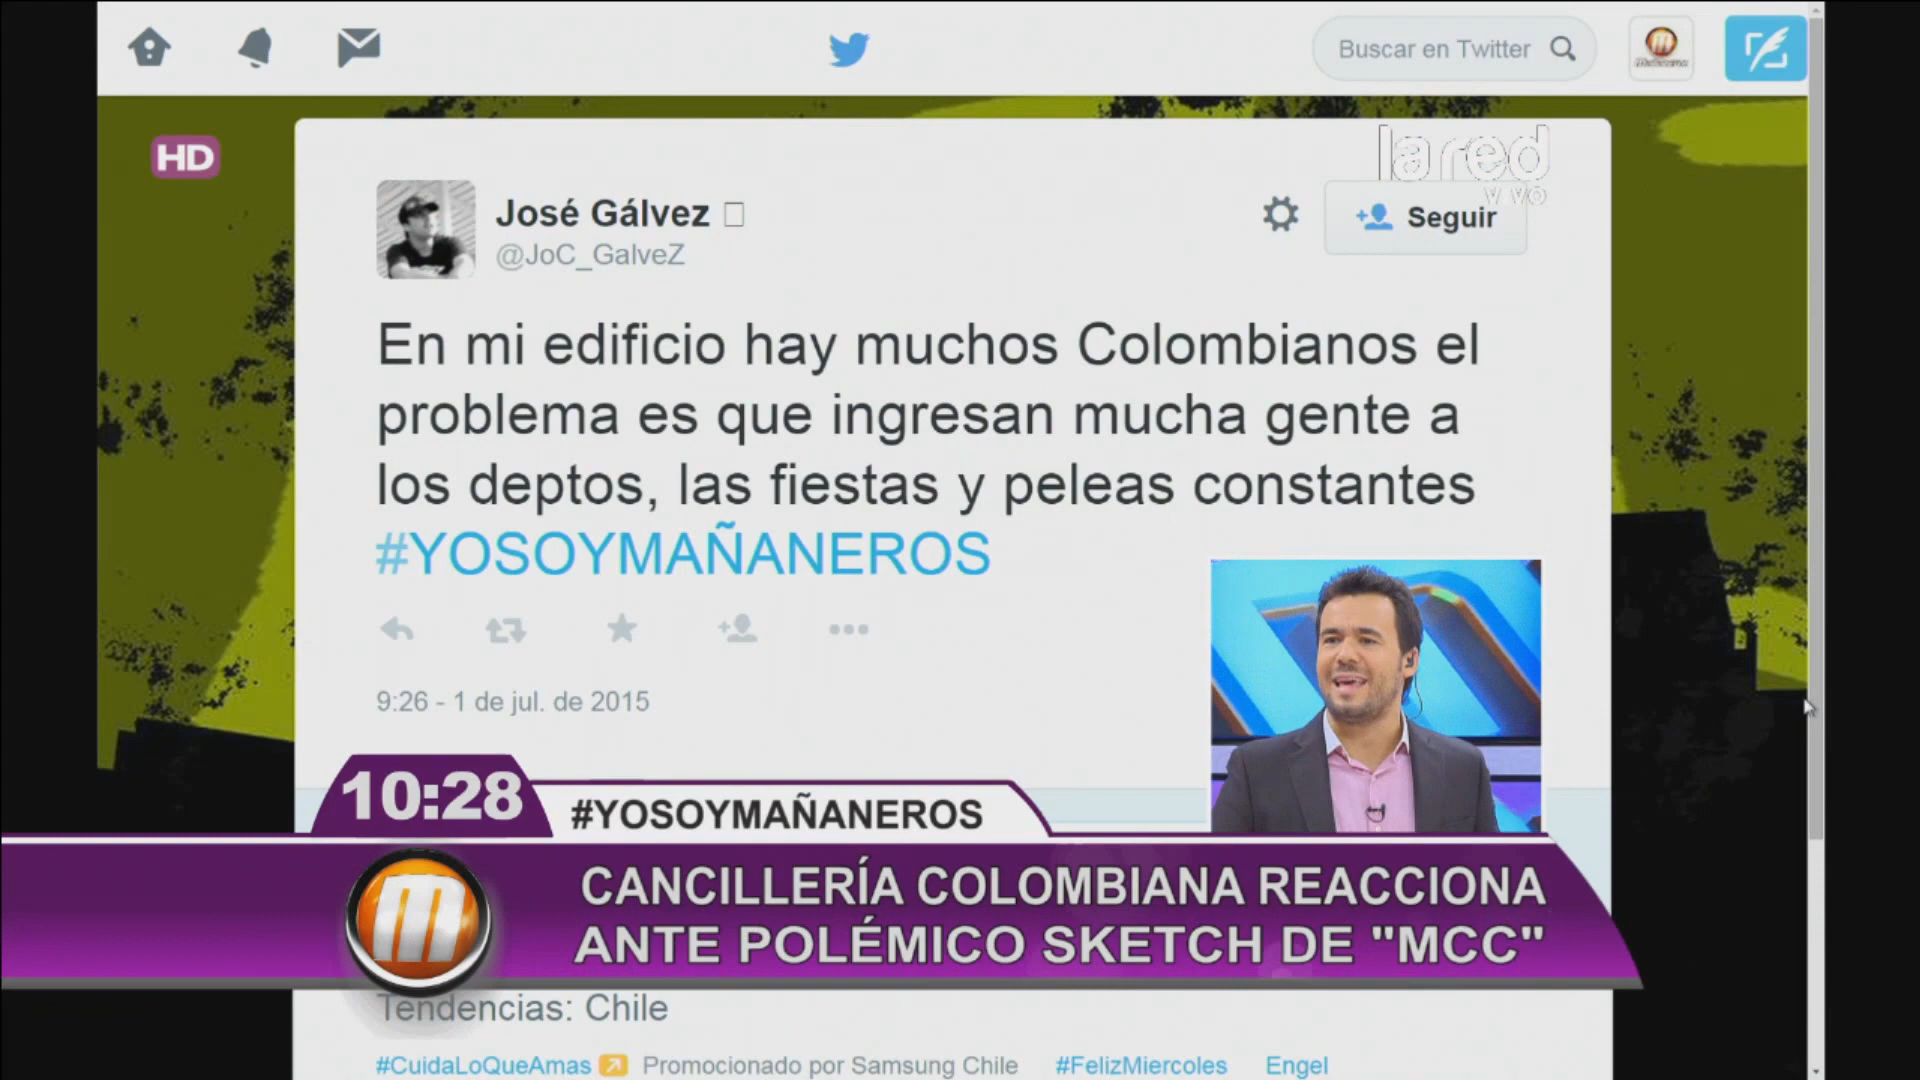 Buscar en Twitter
HD
la red
vivo
José Gálvez
@JoC_GalveZ
Seguir
En mi edificio hay muchos Colombianos el
problema es que ingresan mucha gente a
los deptos, las fiestas y peleas constantes
#YOSOYMAÑANEROS
9:26 - 1 de jul. de 2015
10:28
#YOSOYMAÑANEROS
CANCILLERÍA COLOMBIANA REACCIONA
ANTE POLÉMICO SKETCH DE "MCC"
Tendencias: Chile
#CuidaLoQueAmas Promocionado por Samsung Chile #FelizMiercoles Engel